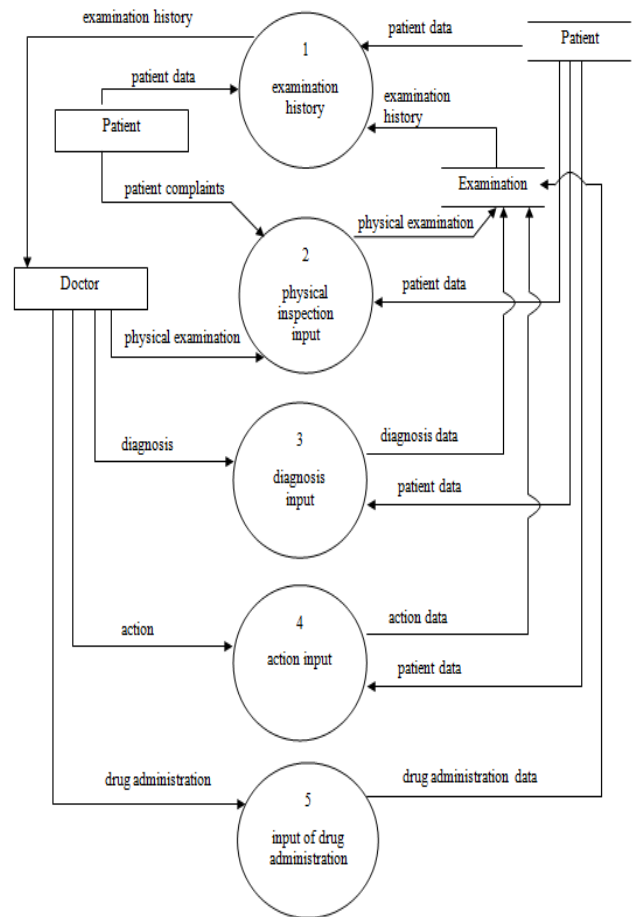 examination history
1
examination
history
patient data
Patient
patient data
Patient
examination
history
Examination
patient complaints
physical examination
2
physical
inspection
input
patient data
Doctor
physical examination
diagnosis
3
diagnosis
input
diagnosis data
patient data
action
4
action input
action data
patient data
drug administration
5
input of drug
administration
drug administration data